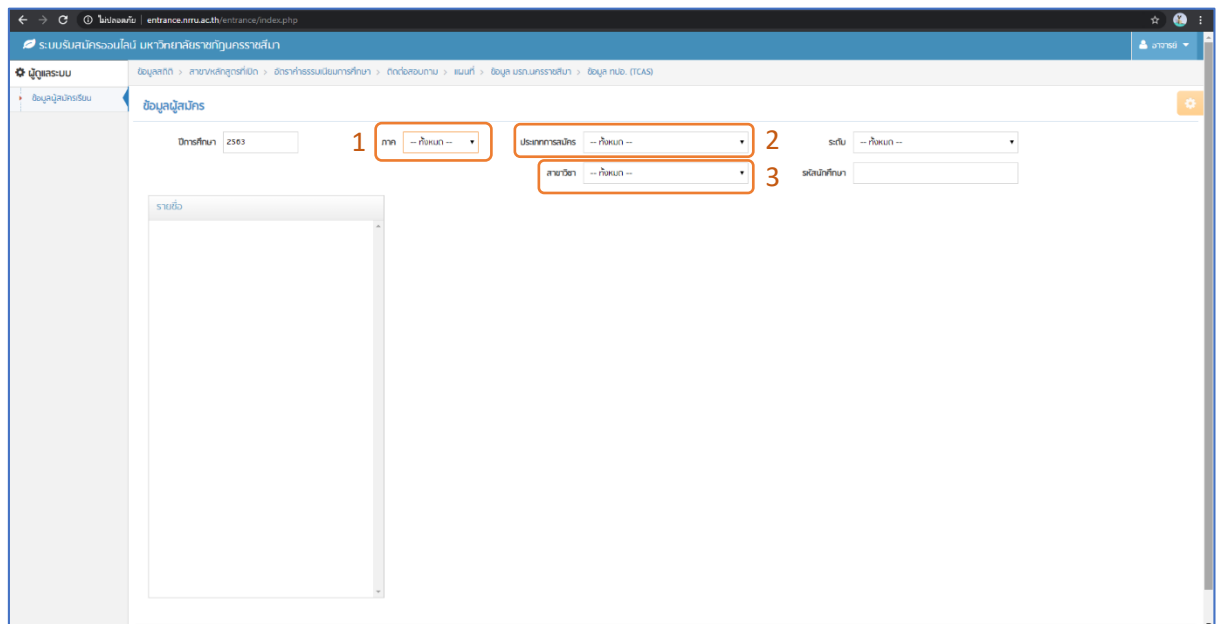 ไม่ปลอดภัย | entrance.nrru.ac.th/entrance/index.php
ระบบรับสมัครออนไลน์ มหาวิทยาลัยราชภัฏนครราชสีมา
อาจารย์
ผู้ดูแลระบบ
ข้อมูลสถิติ > สาขา/หลักสูตรที่เปิด > อัตราค่าธรรมเนียมการศึกษา > ติดต่อสอบถาม > แผนที่ > ข้อมูล มรภ.นครราชสีมา > ข้อมูล ทปอ. (TCAS)
ข้อมูลผู้สมัครเรียน
ข้อมูลผู้สมัคร
ปีการศึกษา 2563 1 ภาค -- ทั้งหมด -- ประเภทการสมัคร -- ทั้งหมด -- 2 ระดับ -- ทั้งหมด --
สาขาวิชา -- ทั้งหมด -- 3 รหัสนักศึกษา
รายชื่อ